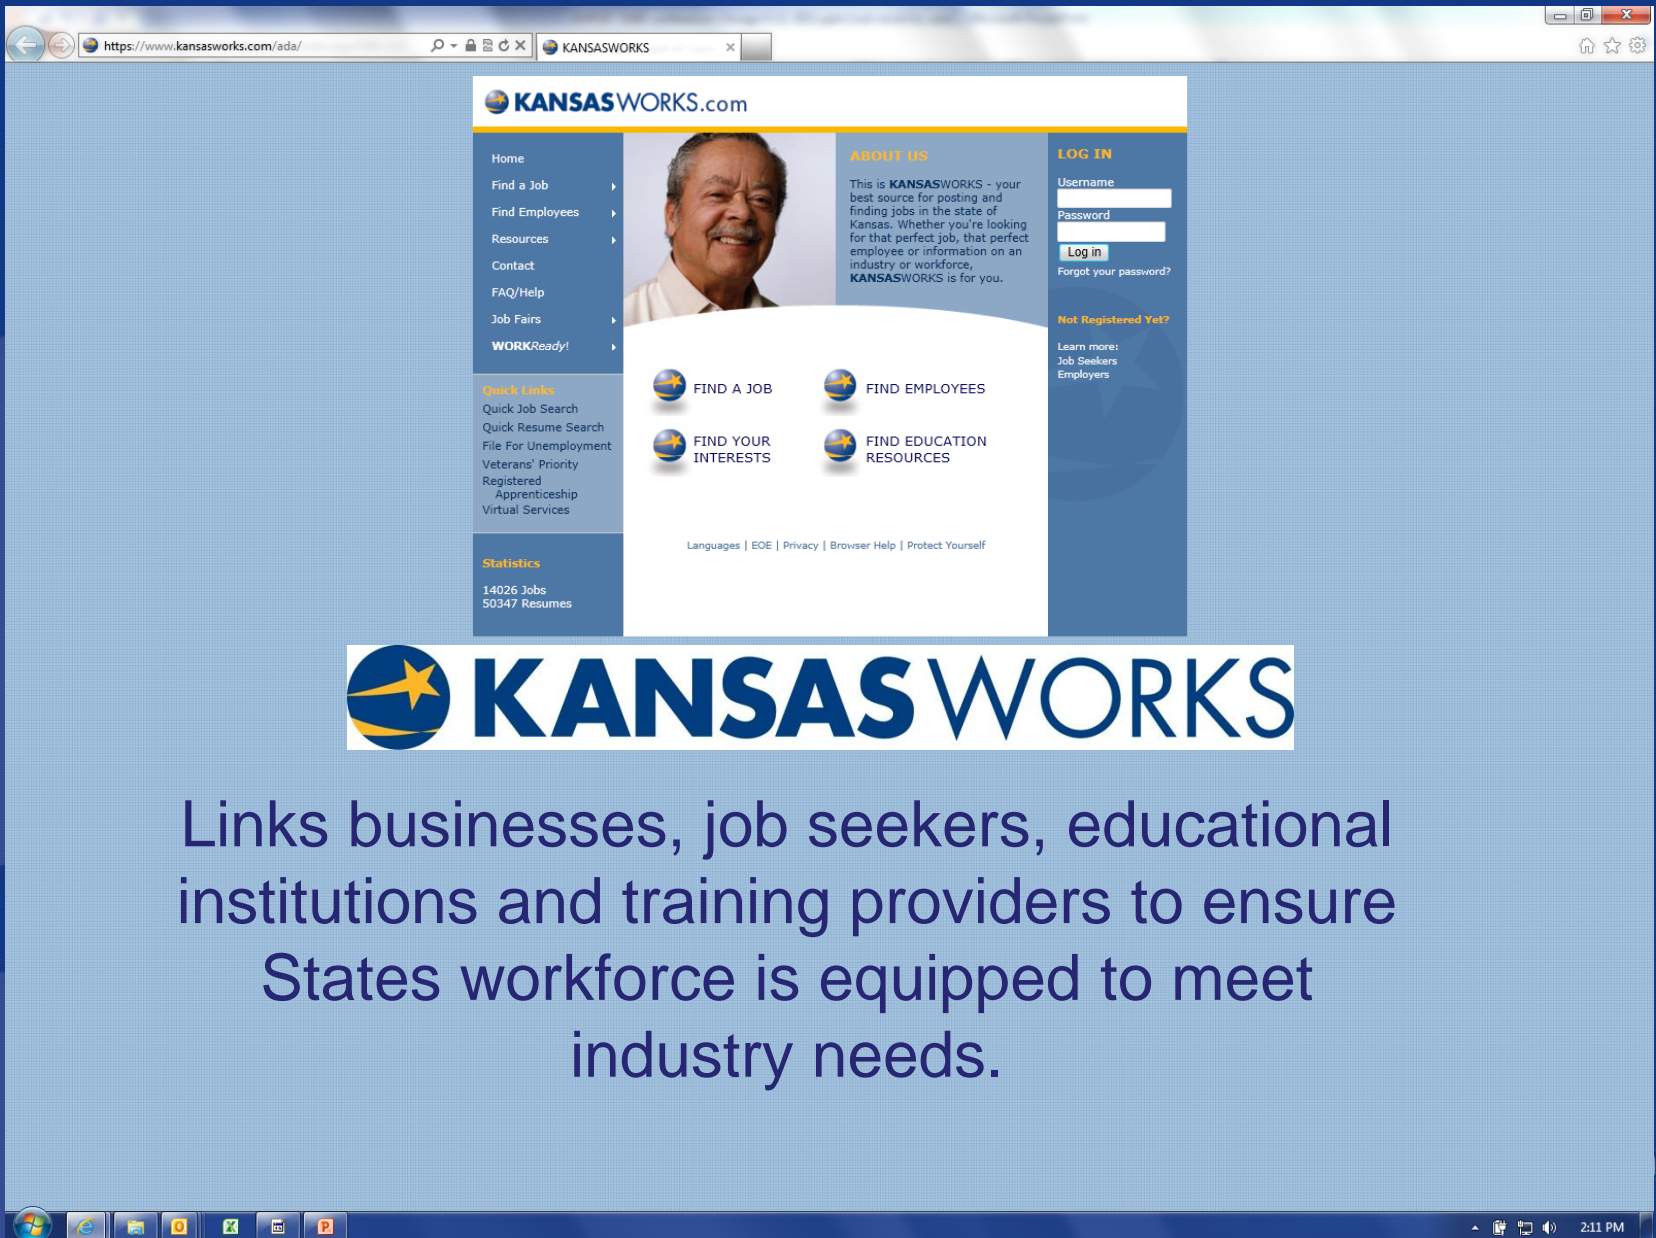 https://www.kansasworks.com/ada/
KANSASWORKS
KANSASWORKS.com
Home
Find a Job
Find Employees
Resources
Contact
FAQ/Help
Job Fairs
WORKReady!
Quick Links
Quick Job Search
Quick Resume Search
File For Unemployment
Veterans' Priority
Registered
Apprenticeship
Virtual Services
Statistics
14026 Jobs
50347 Resumes
ABOUT US
This is KANSASWORKS - your
best source for posting and
finding jobs in the state of
Kansas. Whether you're looking
for that perfect job, that perfect
employee or information on an
industry or workforce,
KANSASWORKS is for you.
FIND A JOB
FIND EMPLOYEES
FIND YOUR
INTERESTS
FIND EDUCATION
RESOURCES
Languages | EOE | Privacy | Browser Help | Protect Yourself
LOG IN
Username
Password
Log in
Forgot your password?
Not Registered Yet?
Learn more:
Job Seekers
Employers
KANSASWORKS
Links businesses, job seekers, educational
institutions and training providers to ensure
States workforce is equipped to meet
industry needs.
2:11 PM